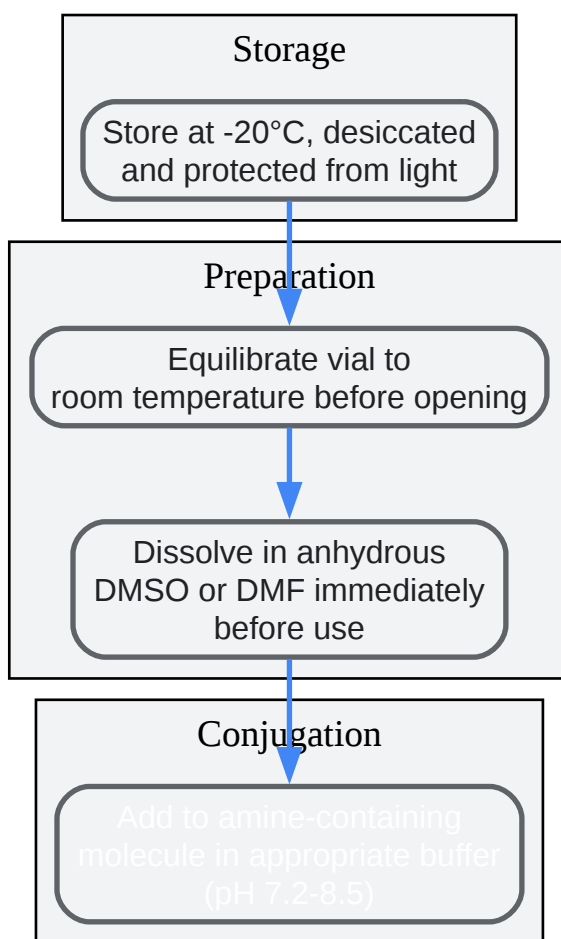 Storage
Store at -20°C, desiccated
and protected from light
Preparation
Equilibrate vial to
room temperature before opening
Dissolve in anhydrous
DMSO or DMF immediately
before use
Conjugation
Add to amine-containing
molecule in appropriate buffer
(pH 7.2-8.5)